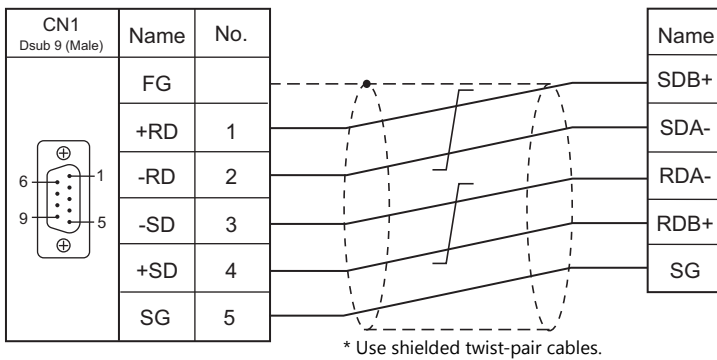 CN1
Dsub 9 (Male)
Name
No.
Name
FG
SDB+
+RD
1
SDA-
-RD
2
RDA-
-SD
3
RDB+
+SD
4
SG
SG
5
6
1
9
5
* Use shielded twist-pair cables.